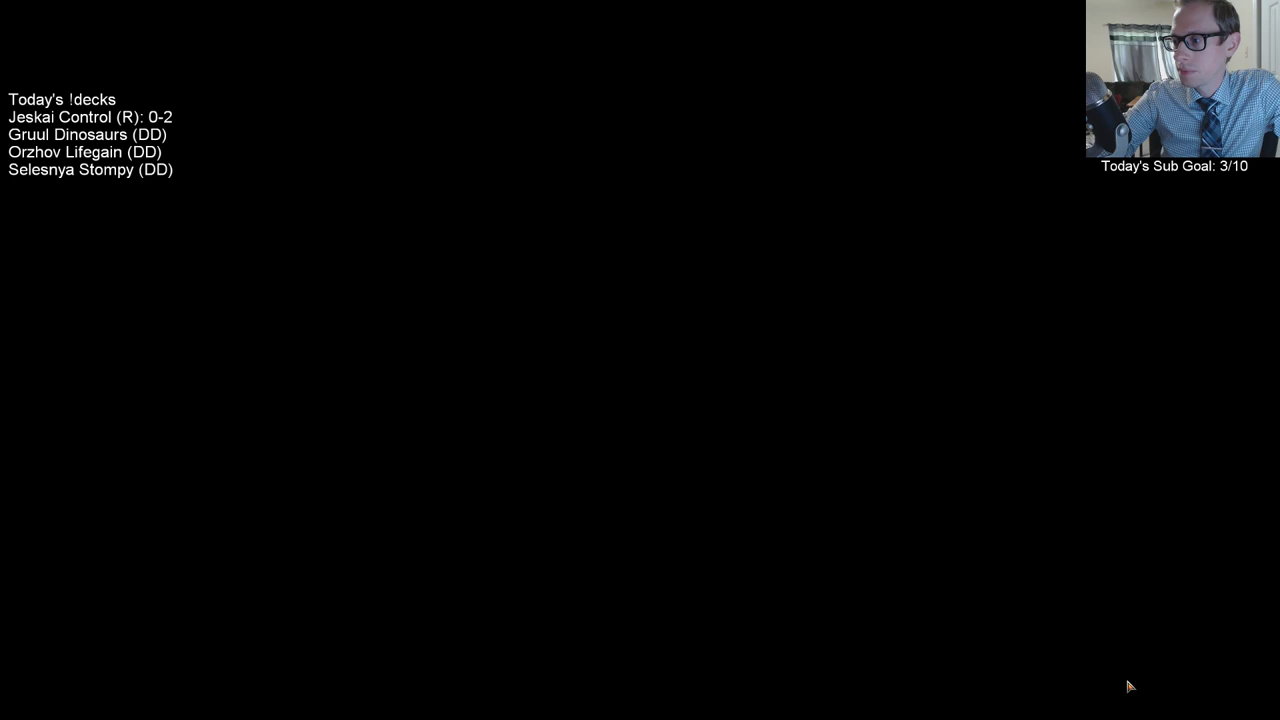 Today's !decks
Jeskai Control (R): 0-2
Gruul Dinosaurs (DD)
Orzhov Lifegain (DD)
Selesnya Stompy (DD)
Today's Sub Goal: 3/10